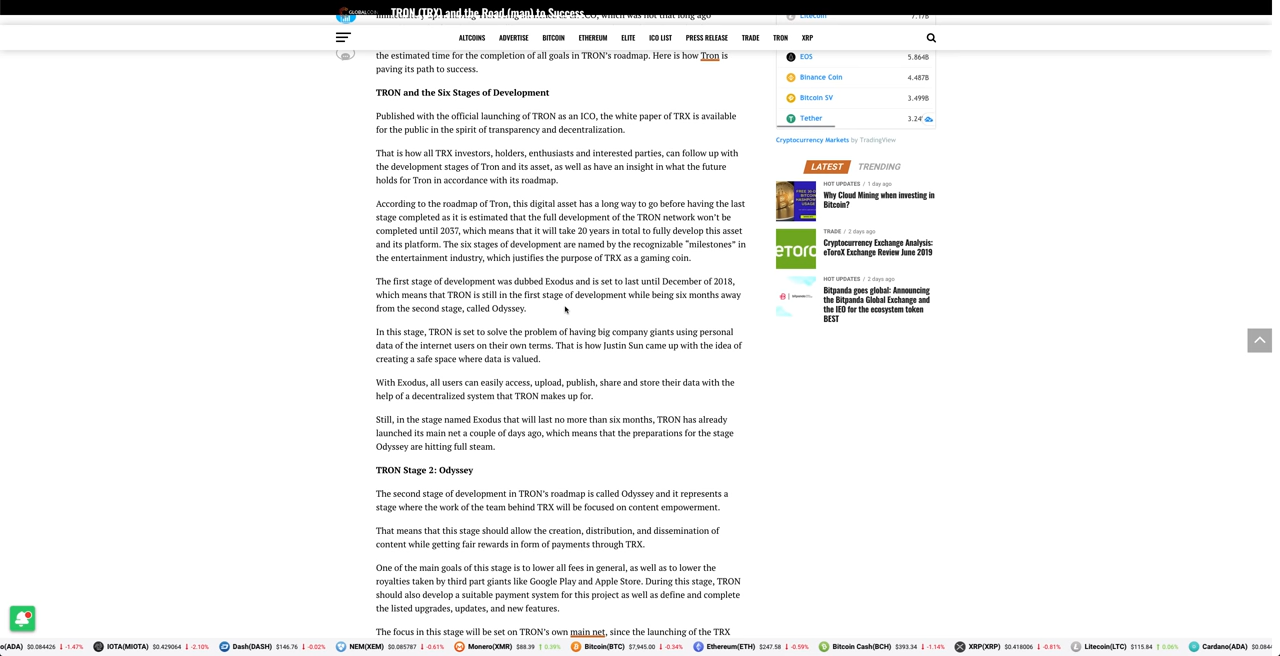 GLOBALCOIN
TRON (TRX) and the Road (map) to Success
ALTCOINS ADVERTISE BITCOIN ETHEREUM ELITE ICO LIST PRESS RELEASE TRADE TRON XRP
the estimated time for the completion of all goals in TRON's roadmap. Here is how Tron is
paving its path to success.
TRON and the Six Stages of Development
Published with the official launching of TRON as an ICO, the white paper of TRX is available
for the public in the spirit of transparency and decentralization.
That is how all TRX investors, holders, enthusiasts and interested parties, can follow up with
the development stages of Tron and its asset, as well as have an insight in what the future
holds for Tron in accordance with its roadmap.
According to the roadmap of Tron, this digital asset has a long way to go before having the last
stage completed as it is estimated that the full development of the TRON network won't be
completed until 2037, which means that it will take 20 years in total to fully develop this asset
and its platform. The six stages of development are named by the recognizable "milestones" in
the entertainment industry, which justifies the purpose of TRX as a gaming coin.
The first stage of development was dubbed Exodus and is set to last until December of 2018,
which means that TRON is still in the first stage of development while being six months away
from the second stage, called Odyssey.
In this stage, TRON is set to solve the problem of having big company giants using personal
data of the internet users on their own terms. That is how Justin Sun came up with the idea of
creating a safe space where data is valued.
With Exodus, all users can easily access, upload, publish, share and store their data with the
help of a decentralized system that TRON makes up for.
Still, in the stage named Exodus that will last no more than six months, TRON has already
launched its main net a couple of days ago, which means that the preparations for the stage
Odyssey are hitting full steam.
TRON Stage 2: Odyssey
The second stage of development in TRON's roadmap is called Odyssey and it represents a
stage where the work of the team behind TRX will be focused on content empowerment.
That means that this stage should allow the creation, distribution, and dissemination of
content while getting fair rewards in form of payments through TRX.
One of the main goals of this stage is to lower all fees in general, as well as to lower the
royalties taken by third part giants like Google Play and Apple Store. During this stage, TRON
should also develop a suitable payment system for this project as well as define and complete
the listed upgrades, updates, and new features.
The focus in this stage will be set on TRON's own main net, since the launching of the TRX
Litecoin 7.17B
EOS 5.864B
Binance Coin 4.487B
Bitcoin SV 3.499B
Tether 3.24
Cryptocurrency Markets by TradingView
LATEST TRENDING
HOT UPDATES / 1 day ago
Why Cloud Mining when investing in
Bitcoin?
TRADE / 2 days ago
Cryptocurrency Exchange Analysis:
eToroX Exchange Review June 2019
eTORO
HOT UPDATES / 2 days ago
Bitpanda goes global: Announcing
the Bitpanda Global Exchange and
the IEO for the ecosystem token
BEST
o(ADA) $0.084426 ↓ -1.47% IOTA(MIOTA) $0.429064 ↓ -2.10% Dash(DASH) $146.76 ↓ -0.02% NEM(XEM) $0.085787 ↓ -0.61% Monero(XMR) $88.39 ↑ 0.39% Bitcoin(BTC) $7,945.00 ↓ -0.34% Ethereum(ETH) $247.58 ↓ -0.59% Bitcoin Cash(BCH) $393.34 ↓ -1.14% XRP(XRP) $0.418006 ↓ -0.81% Litecoin(LTC) $115.84 ↑ 0.06% Cardano(ADA) $0.0844